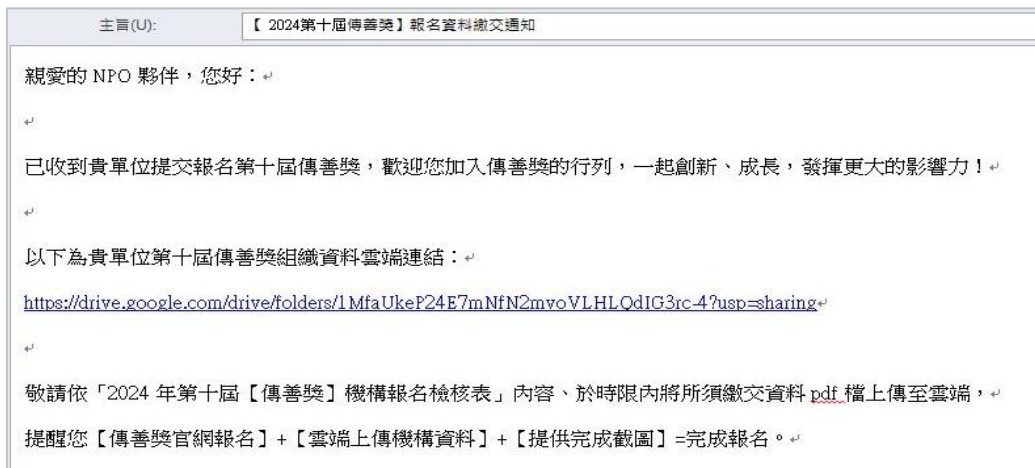 主旨(U):
【 2024第十屆傳善獎】報名資料繳交通知
親愛的 NPO 夥伴，您好：
已收到貴單位提交報名第十屆傳善獎，歡迎您加入傳善獎的行列，一起創新、成長，發揮更大的影響力！
以下為貴單位第十屆傳善獎組織資料雲端連結：
https://drive.google.com/drive/folders/1MfaUkeP24E7mNfN2mvoVLHLQdIG3rc-4?usp=sharing
敬請依「2024 年第十屆【傳善獎】機構報名檢核表」內容、於時限內將所須繳交資料 pdf 檔上傳至雲端，
提醒您【傳善獎官網報名】+【雲端上傳機構資料】+【提供完成截圖】=完成報名。